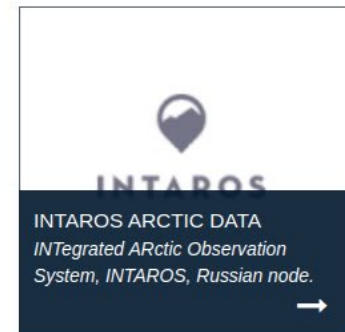 INTAROS
INTAROS ARCTIC DATA
INTegrated ARctic Observation
System, INTAROS, Russian node.